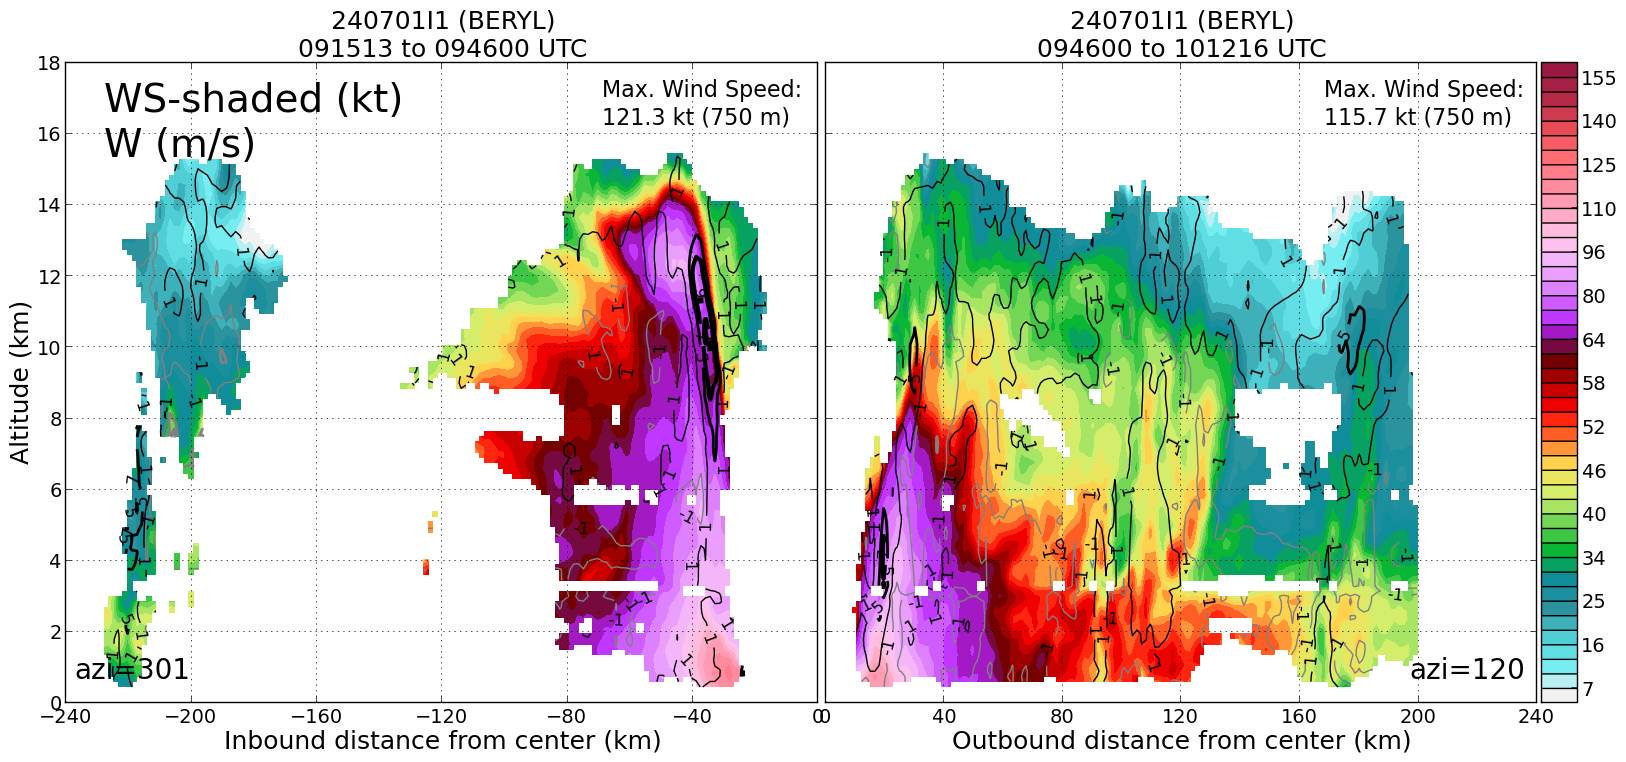 240701I1 (BERYL)
091513 to 094600 UTC
240701I1 (BERYL)
094600 to 101216 UTC
WS-shaded (kt)
W (m/s)
Max. Wind Speed:
121.3 kt (750 m)
Max. Wind Speed:
115.7 kt (750 m)
18
16
14
12
10
8
6
4
2
0
Altitude (km)
azi=301
azi=120
−240
−200
−160
−120
−80
−40
0
0
40
80
120
160
200
240
Inbound distance from center (km)
Outbound distance from center (km)
155
140
125
110
96
80
64
58
52
46
40
34
25
16
7